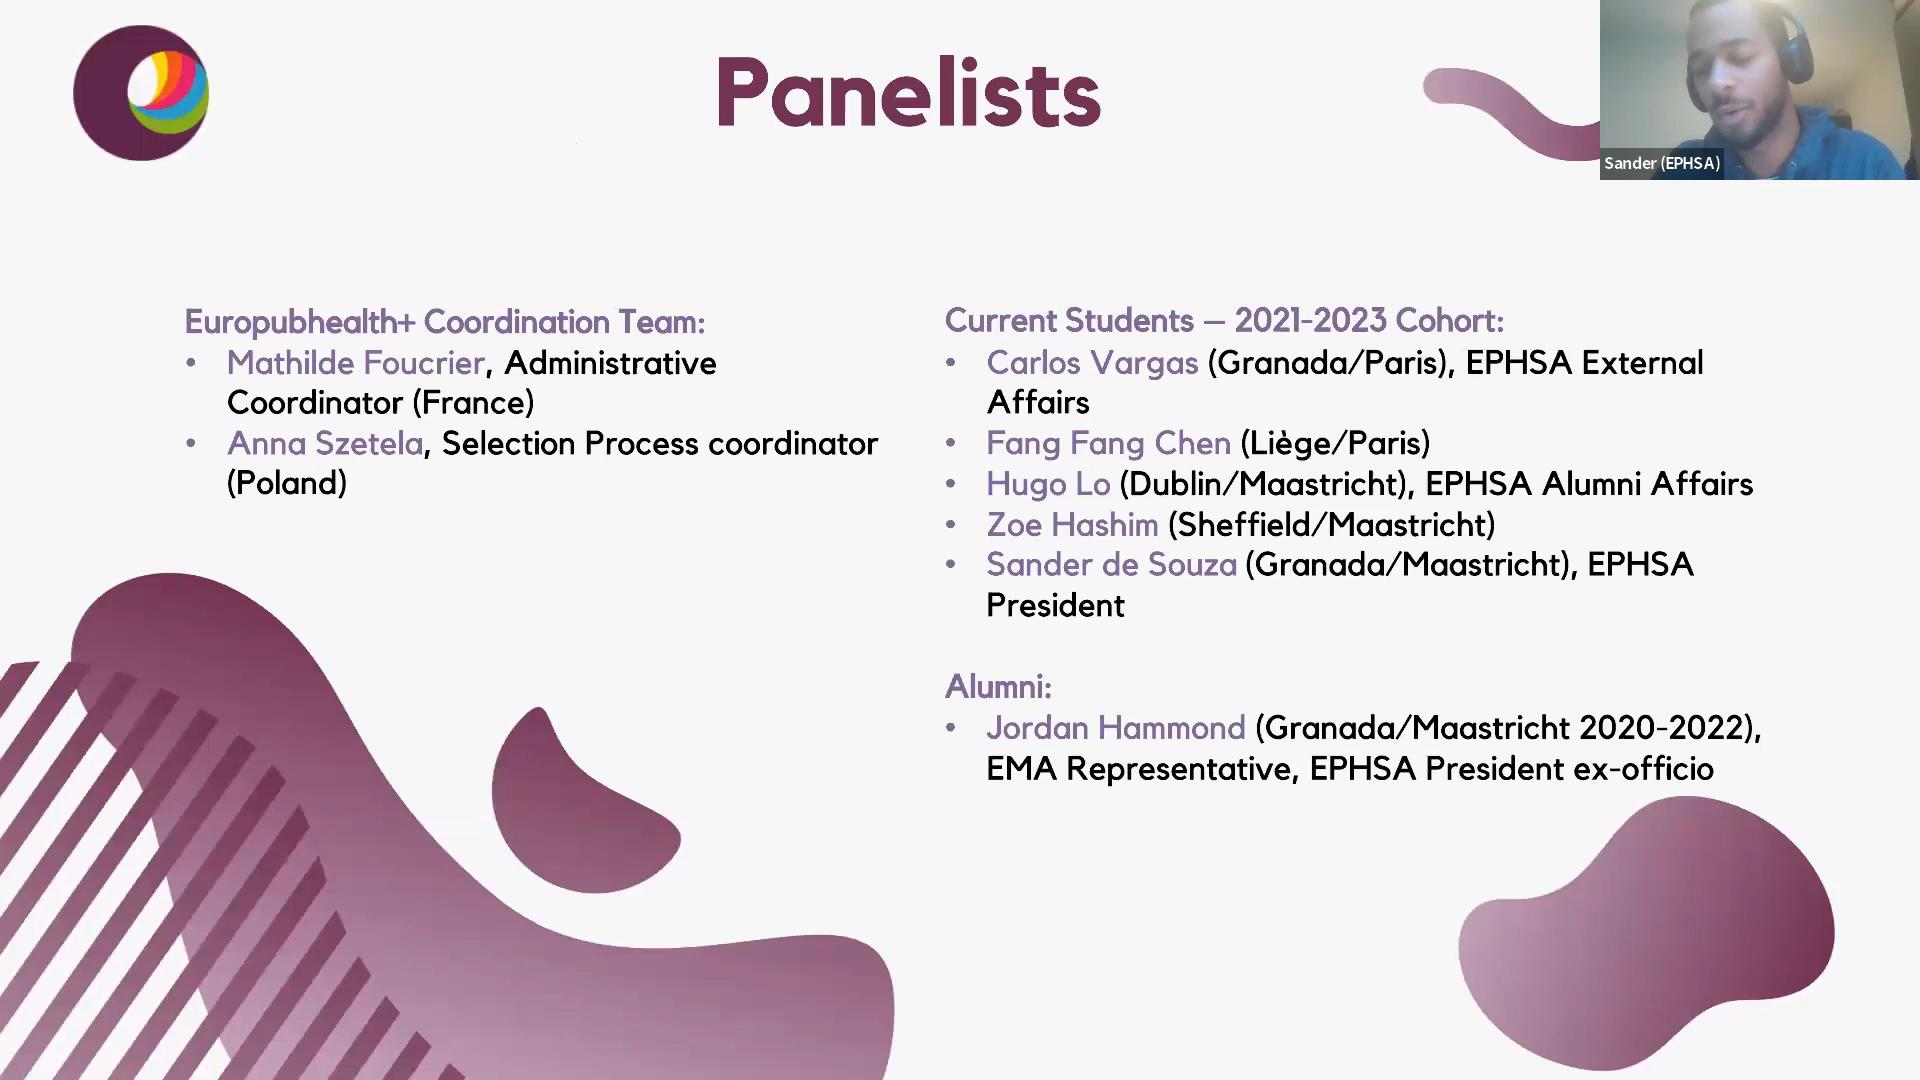 Panelists
Sander (EPHSA)
Europubhealth+ Coordination Team:
• Mathilde Foucrier, Administrative
Coordinator (France)
• Anna Szetela, Selection Process coordinator
(Poland)
Current Students – 2021-2023 Cohort:
• Carlos Vargas (Granada/Paris), EPHSA External
Affairs
• Fang Fang Chen (Liège/Paris)
• Hugo Lo (Dublin/Maastricht), EPHSA Alumni Affairs
• Zoe Hashim (Sheffield/Maastricht)
• Sander de Souza (Granada/Maastricht), EPHSA
President
Alumni:
• Jordan Hammond (Granada/Maastricht 2020-2022),
EMA Representative, EPHSA President ex-officio